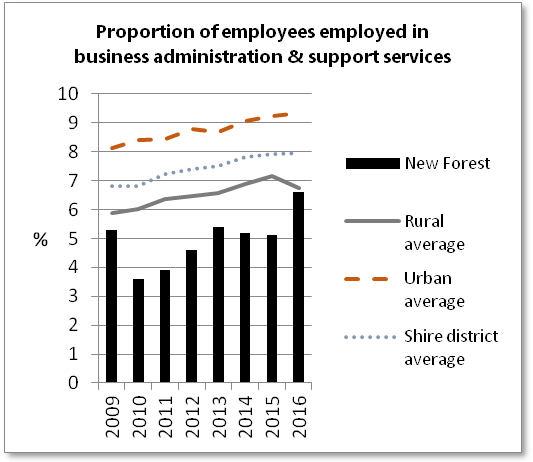 Proportion of employees employed in
business administration & support services
10
9
8
7
6
5
4
3
2
1
0
%
2009
2010
2011
2012
2013
2014
2015
2016
New Forest
Rural
average
Urban
average
Shire district
average